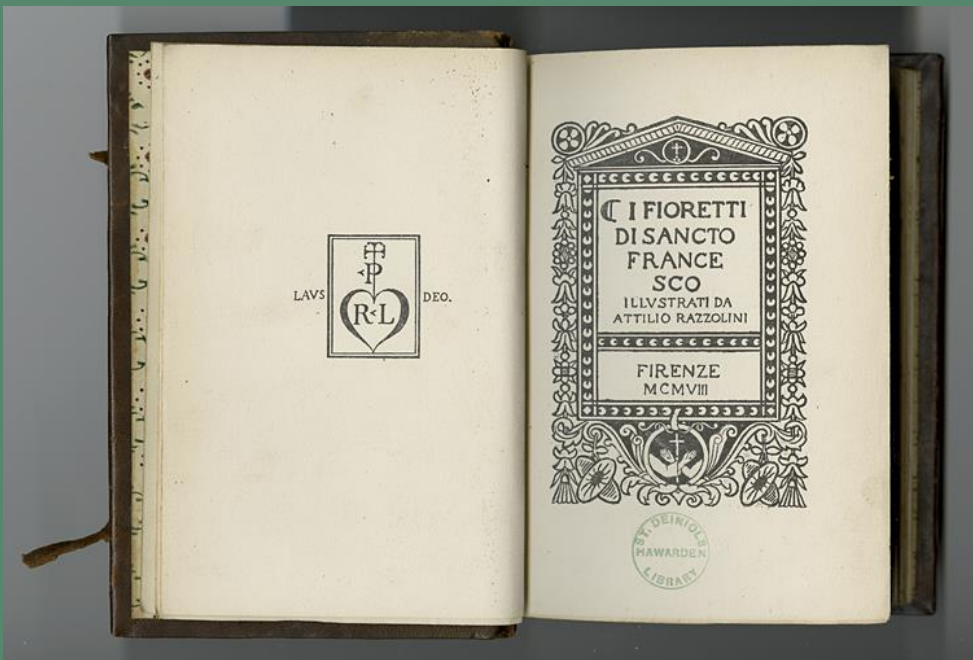 LAVS DEO.
P
R L
₵ I FIORETTI
DI SANCTO
FRANCE
SCO
ILLVSTRATI DA
ATTILIO RAZZOLINI
FIRENZE
MCMVIII
ST. DEINIOL'S
HAWARDEN
LIBRARY